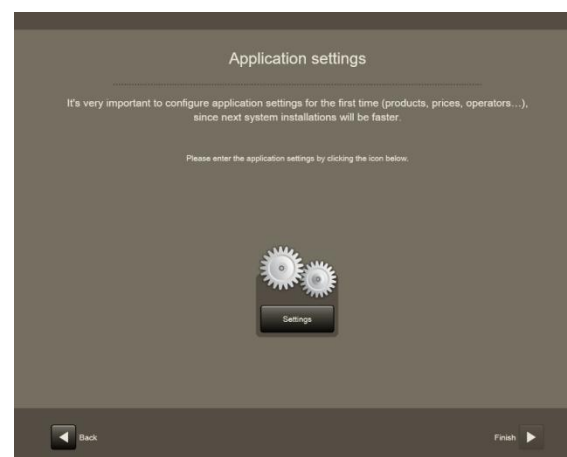 Application settings
It's very important to configure application settings for the first time (products, prices, operators...),
since next system installations will be faster.
Please enter the application settings by clicking the icon below.
Settings
Back
Finish